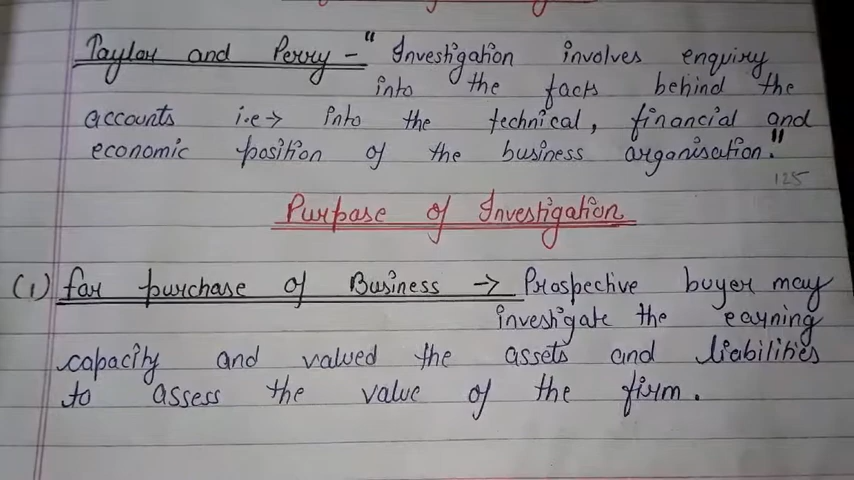 Taylor and Perry - " Investigation involves enquiry
into the facts behind the
accounts i.e → into the technical, financial and
economic position of the business organisation."
125
Purpose of Investigation
(1) for purchase of Business → Prospective buyer may
investigate the earning
capacity and valued the assets and liabilities
to assess the value of the firm.